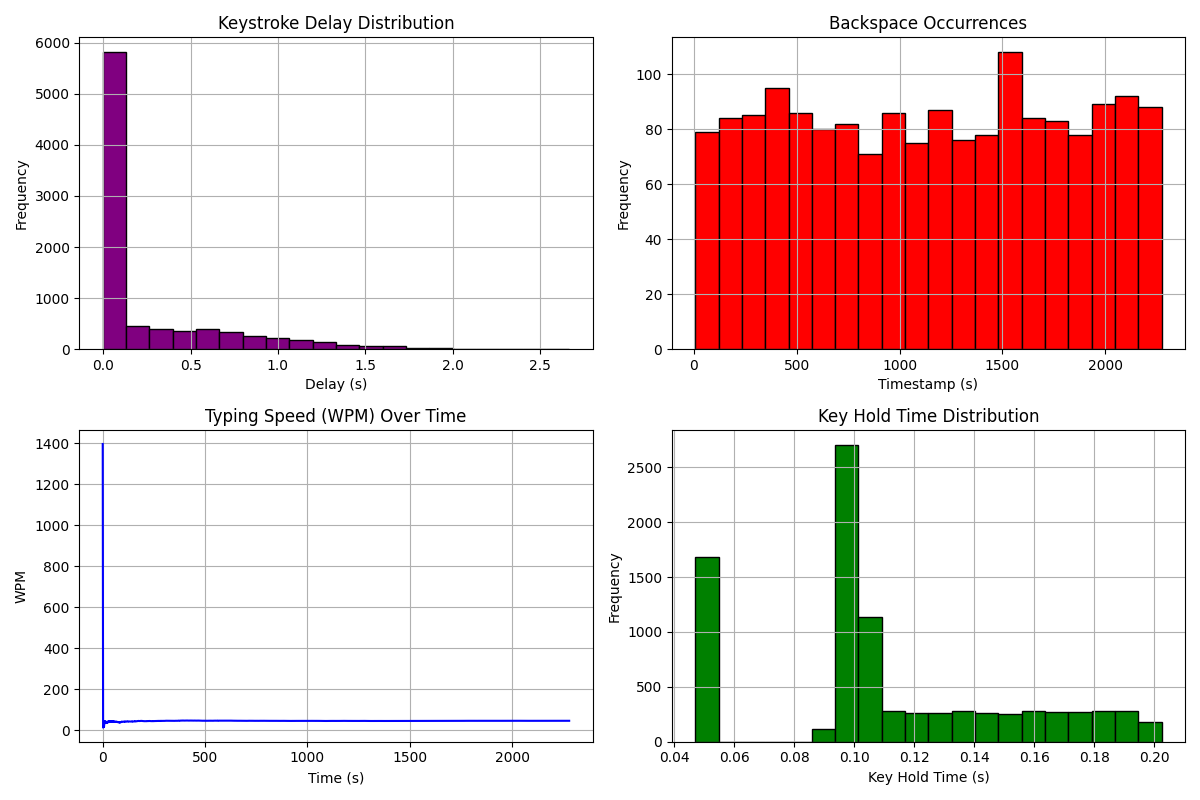 Keystroke Delay Distribution
Frequency
6000
5000
4000
3000
2000
1000
0
0.0 0.5 1.0 1.5 2.0 2.5
Delay (s)
Backspace Occurrences
Frequency
100
80
60
40
20
0
0 500 1000 1500 2000
Timestamp (s)
Typing Speed (WPM) Over Time
WPM
1400
1200
1000
800
600
400
200
0
0 500 1000 1500 2000
Time (s)
Key Hold Time Distribution
Frequency
2500
2000
1500
1000
500
0
0.04 0.06 0.08 0.10 0.12 0.14 0.16 0.18 0.20
Key Hold Time (s)